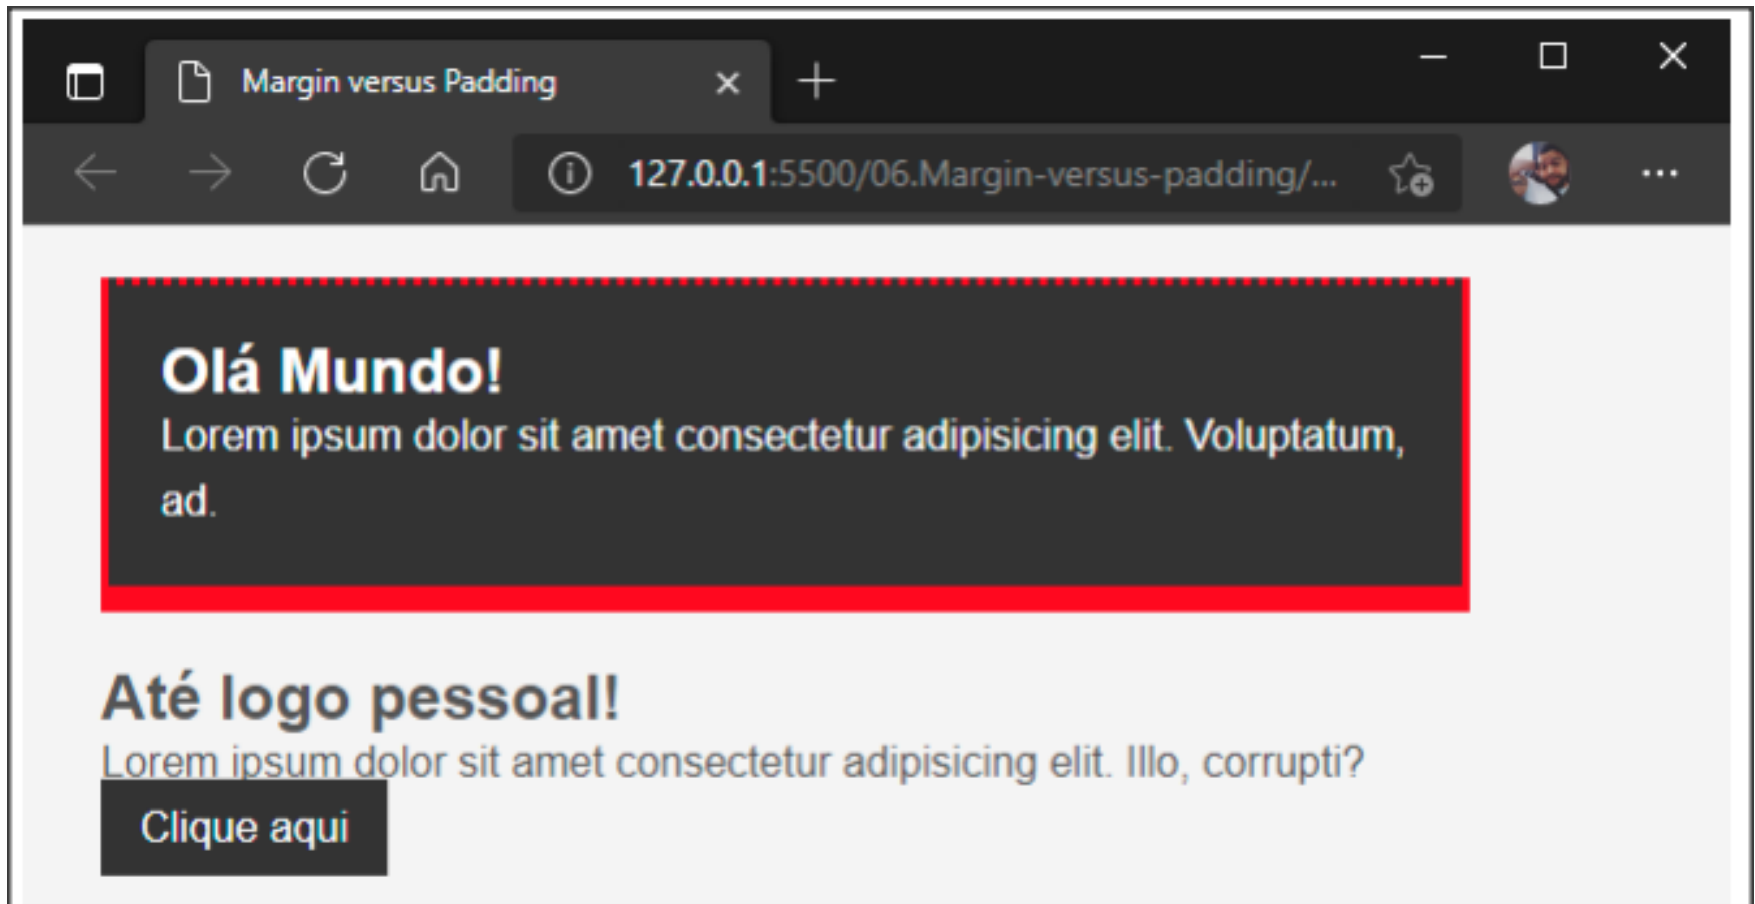 Margin versus Padding
127.0.0.1:5500/06.Margin-versus-padding/...
Olá Mundo!
Lorem ipsum dolor sit amet consectetur adipisicing elit. Voluptatum,
ad.
Até logo pessoal!
Lorem ipsum dolor sit amet consectetur adipisicing elit. Illo, corrupti?
Clique aqui